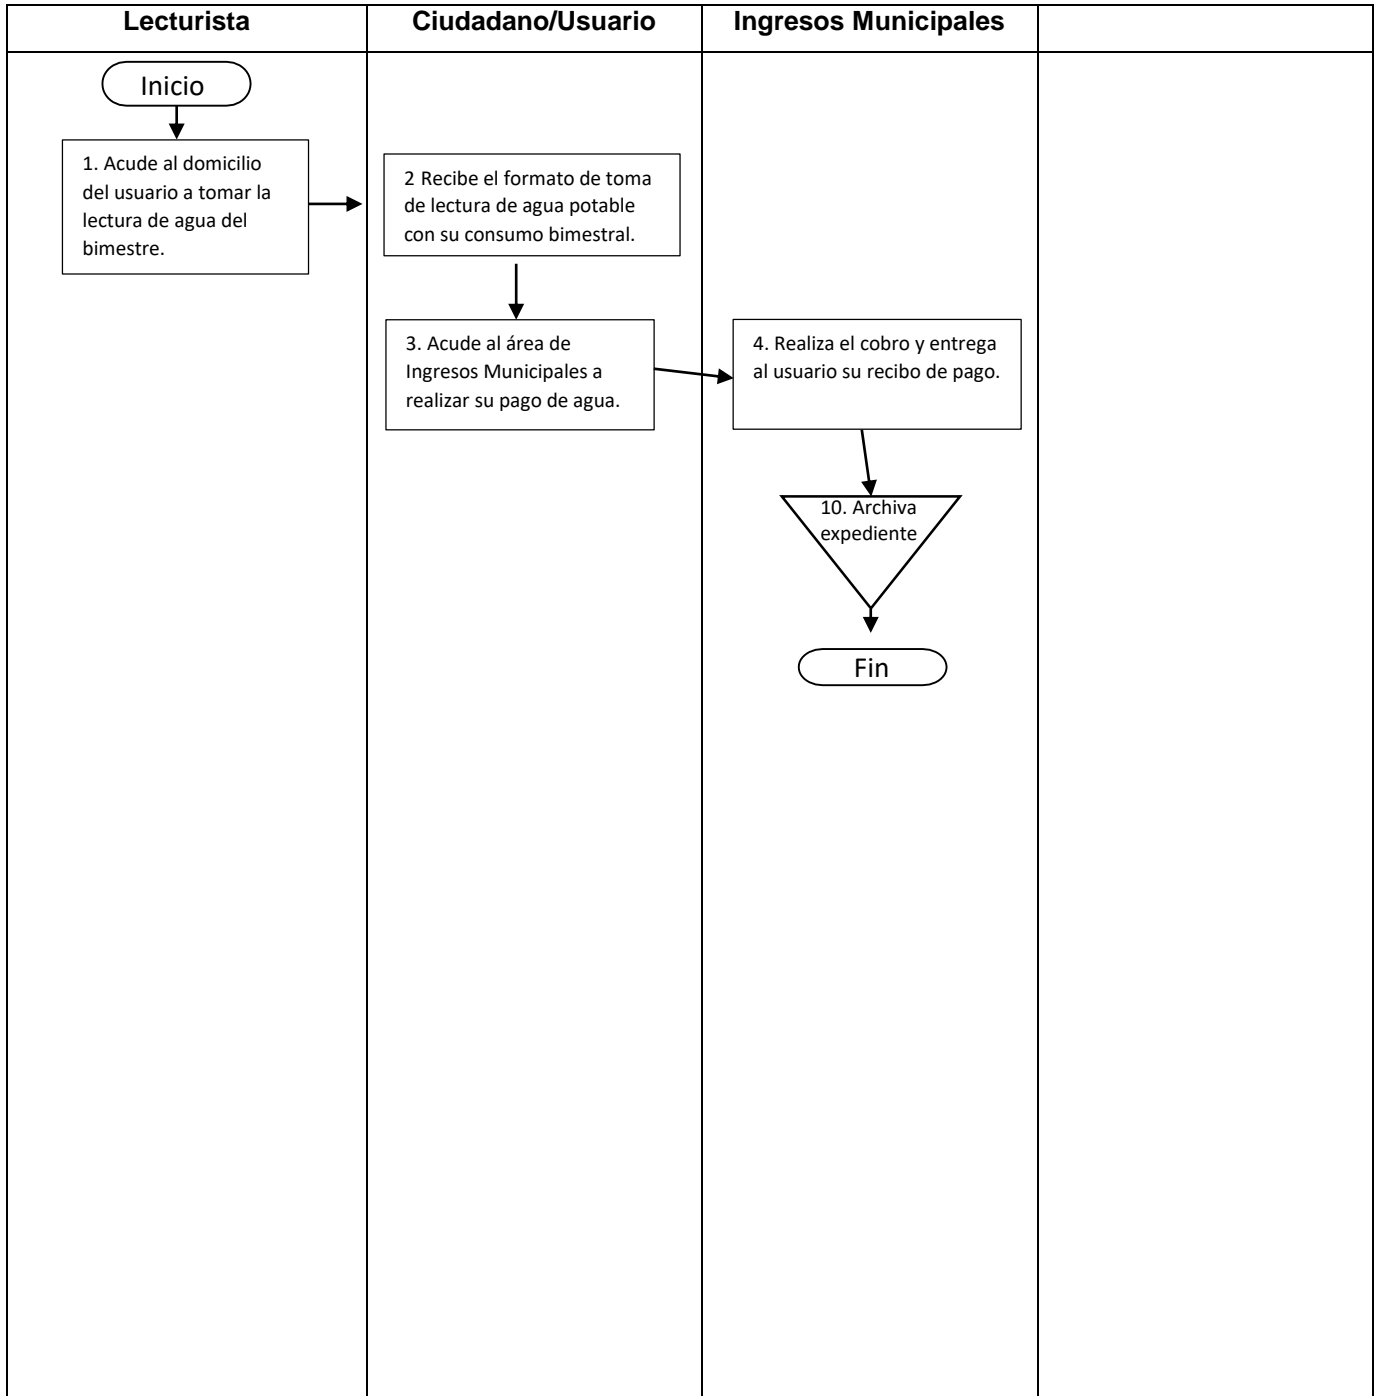 Lecturista
Ciudadano/Usuario
Ingresos Municipales
Inicio
1. Acude al domicilio
del usuario a tomar la
lectura de agua del
bimestre.
2 Recibe el formato de toma
de lectura de agua potable
con su consumo bimestral.
3. Acude al área de
Ingresos Municipales a
realizar su pago de agua.
4. Realiza el cobro y entrega
al usuario su recibo de pago.
10. Archiva
expediente
Fin